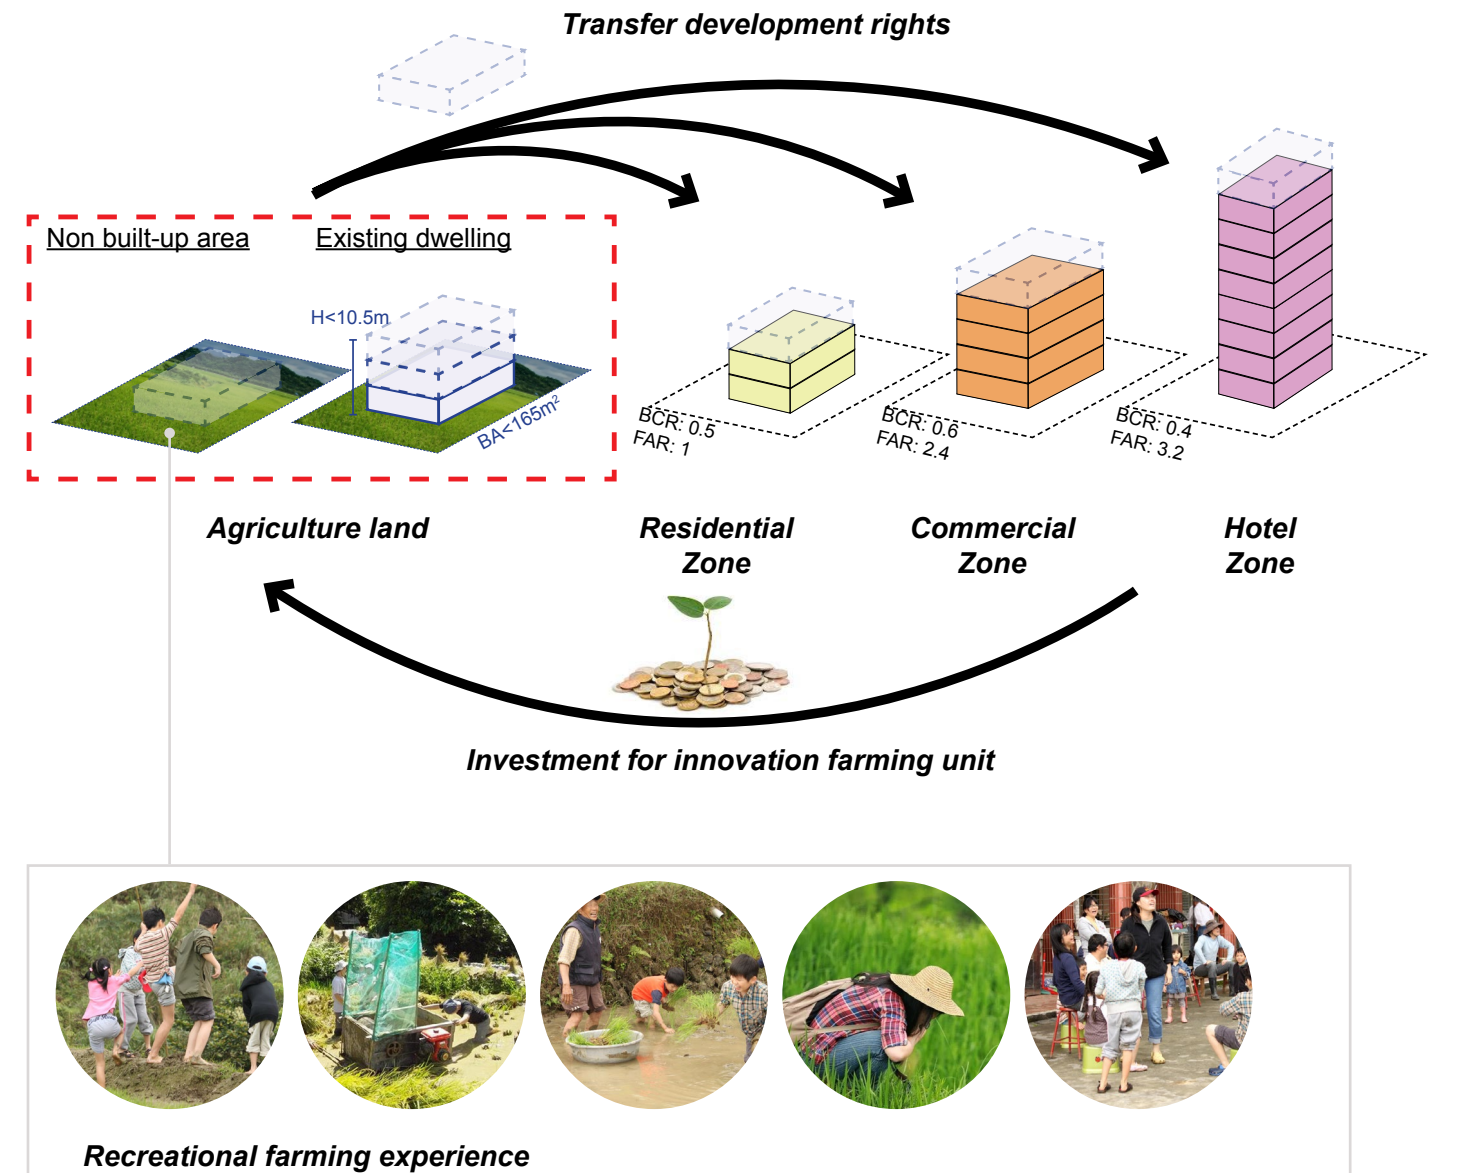 Transfer development rights
Non built-up area
Existing dwelling
H<10.5m
BA<165m²
BCR: 0.5
FAR: 1
BCR: 0.6
FAR: 2.4
BCR: 0.4
FAR: 3.2
Agriculture land
Residential
Zone
Commercial
Zone
Hotel
Zone
Investment for innovation farming unit
Recreational farming experience